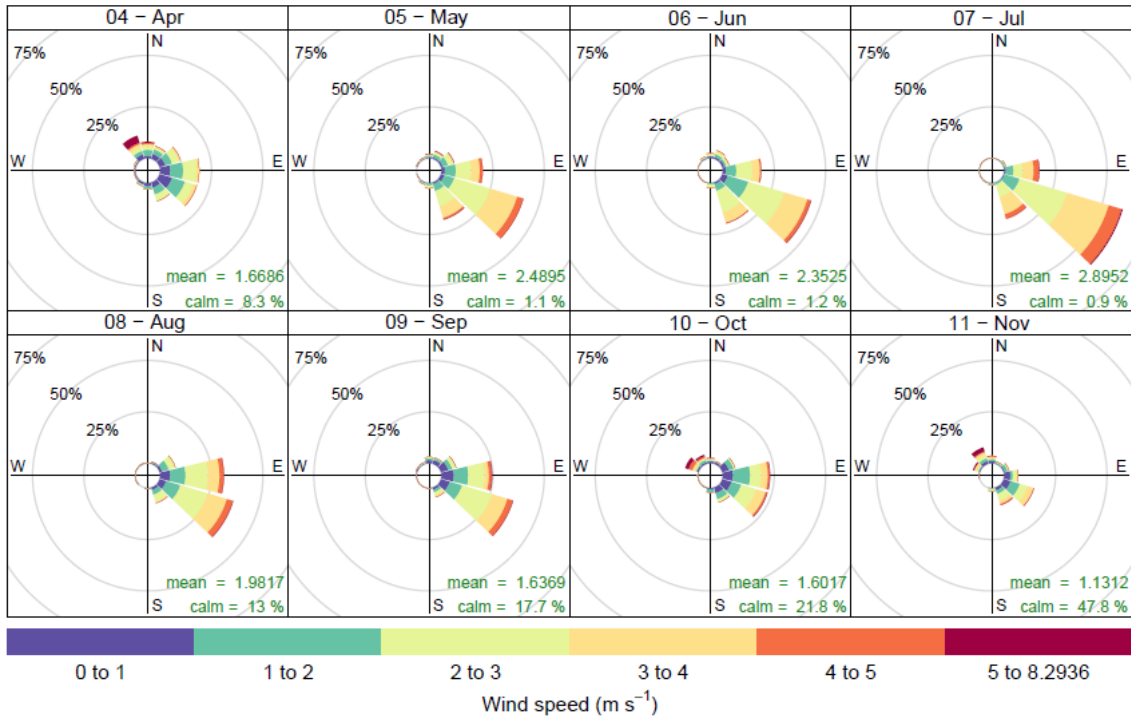 04 − Apr
05 − May
06 − Jun
07 − Jul
N
N
N
N
75%
75%
75%
75%
50%
50%
50%
50%
25%
25%
25%
25%
W
E
W
E
W
E
W
E
mean = 1.6686
mean = 2.4895
mean = 2.3525
mean = 2.8952
S
calm = 8.3 %
S
calm = 1.1 %
S
calm = 1.2 %
S
calm = 0.9 %
08 − Aug
09 − Sep
10 − Oct
11 − Nov
N
N
N
N
75%
75%
75%
75%
50%
50%
50%
50%
25%
25%
25%
25%
W
E
W
E
W
E
W
E
mean = 1.9817
mean = 1.6369
mean = 1.6017
mean = 1.1312
S
calm = 13 %
S
calm = 17.7 %
S
calm = 21.8 %
S
calm = 47.8 %
0 to 1
1 to 2
2 to 3
3 to 4
4 to 5
5 to 8.2936
Wind speed (m s⁻¹)